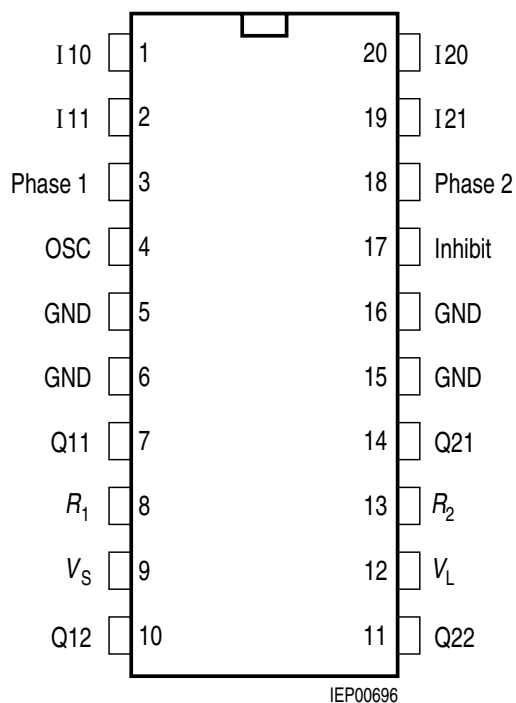 I10 1 20 I20
I11 2 19 I21
Phase 1 3 18 Phase 2
OSC 4 17 Inhibit
GND 5 16 GND
GND 6 15 GND
Q11 7 14 Q21
R1 8 13 R2
VS 9 12 VL
Q12 10 11 Q22
IEP00696